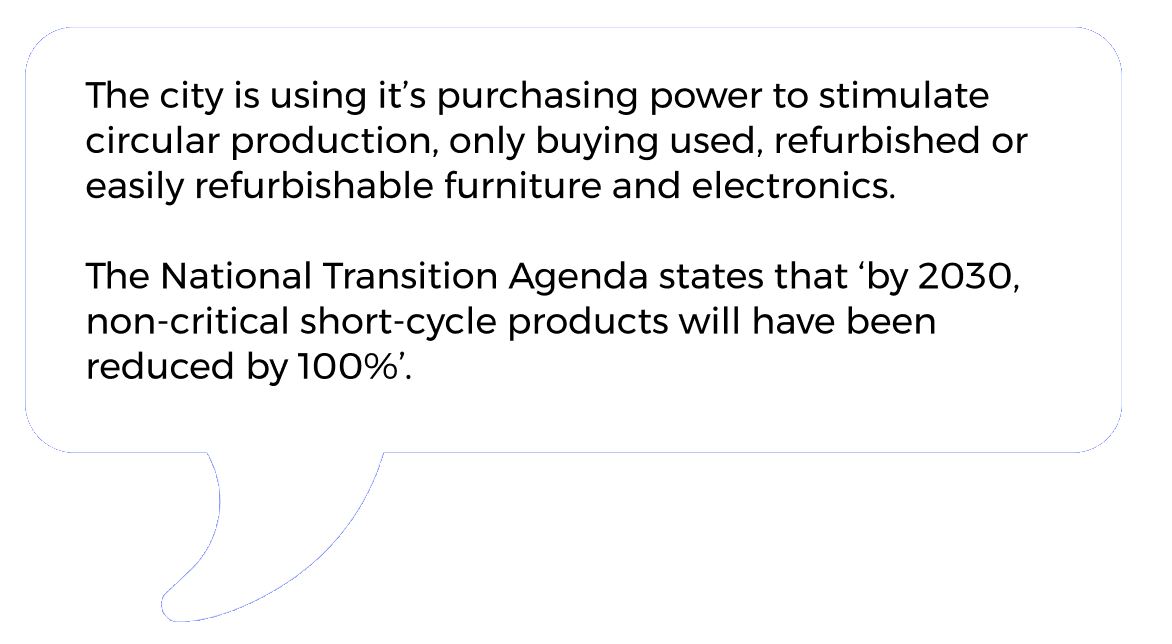 The city is using it’s purchasing power to stimulate
circular production, only buying used, refurbished or
easily refurbishable furniture and electronics.
The National Transition Agenda states that ‘by 2030,
non-critical short-cycle products will have been
reduced by 100%’.